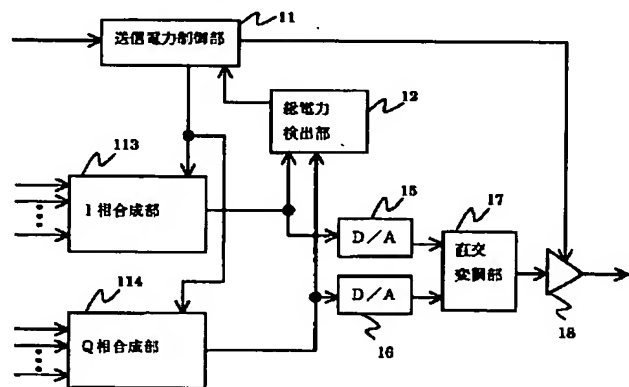 11
送信電力制御部
総電力
検出部
12
113
I相合成部
15
D/A
17
直交
変調部
18
114
Q相合成部
D/A
16